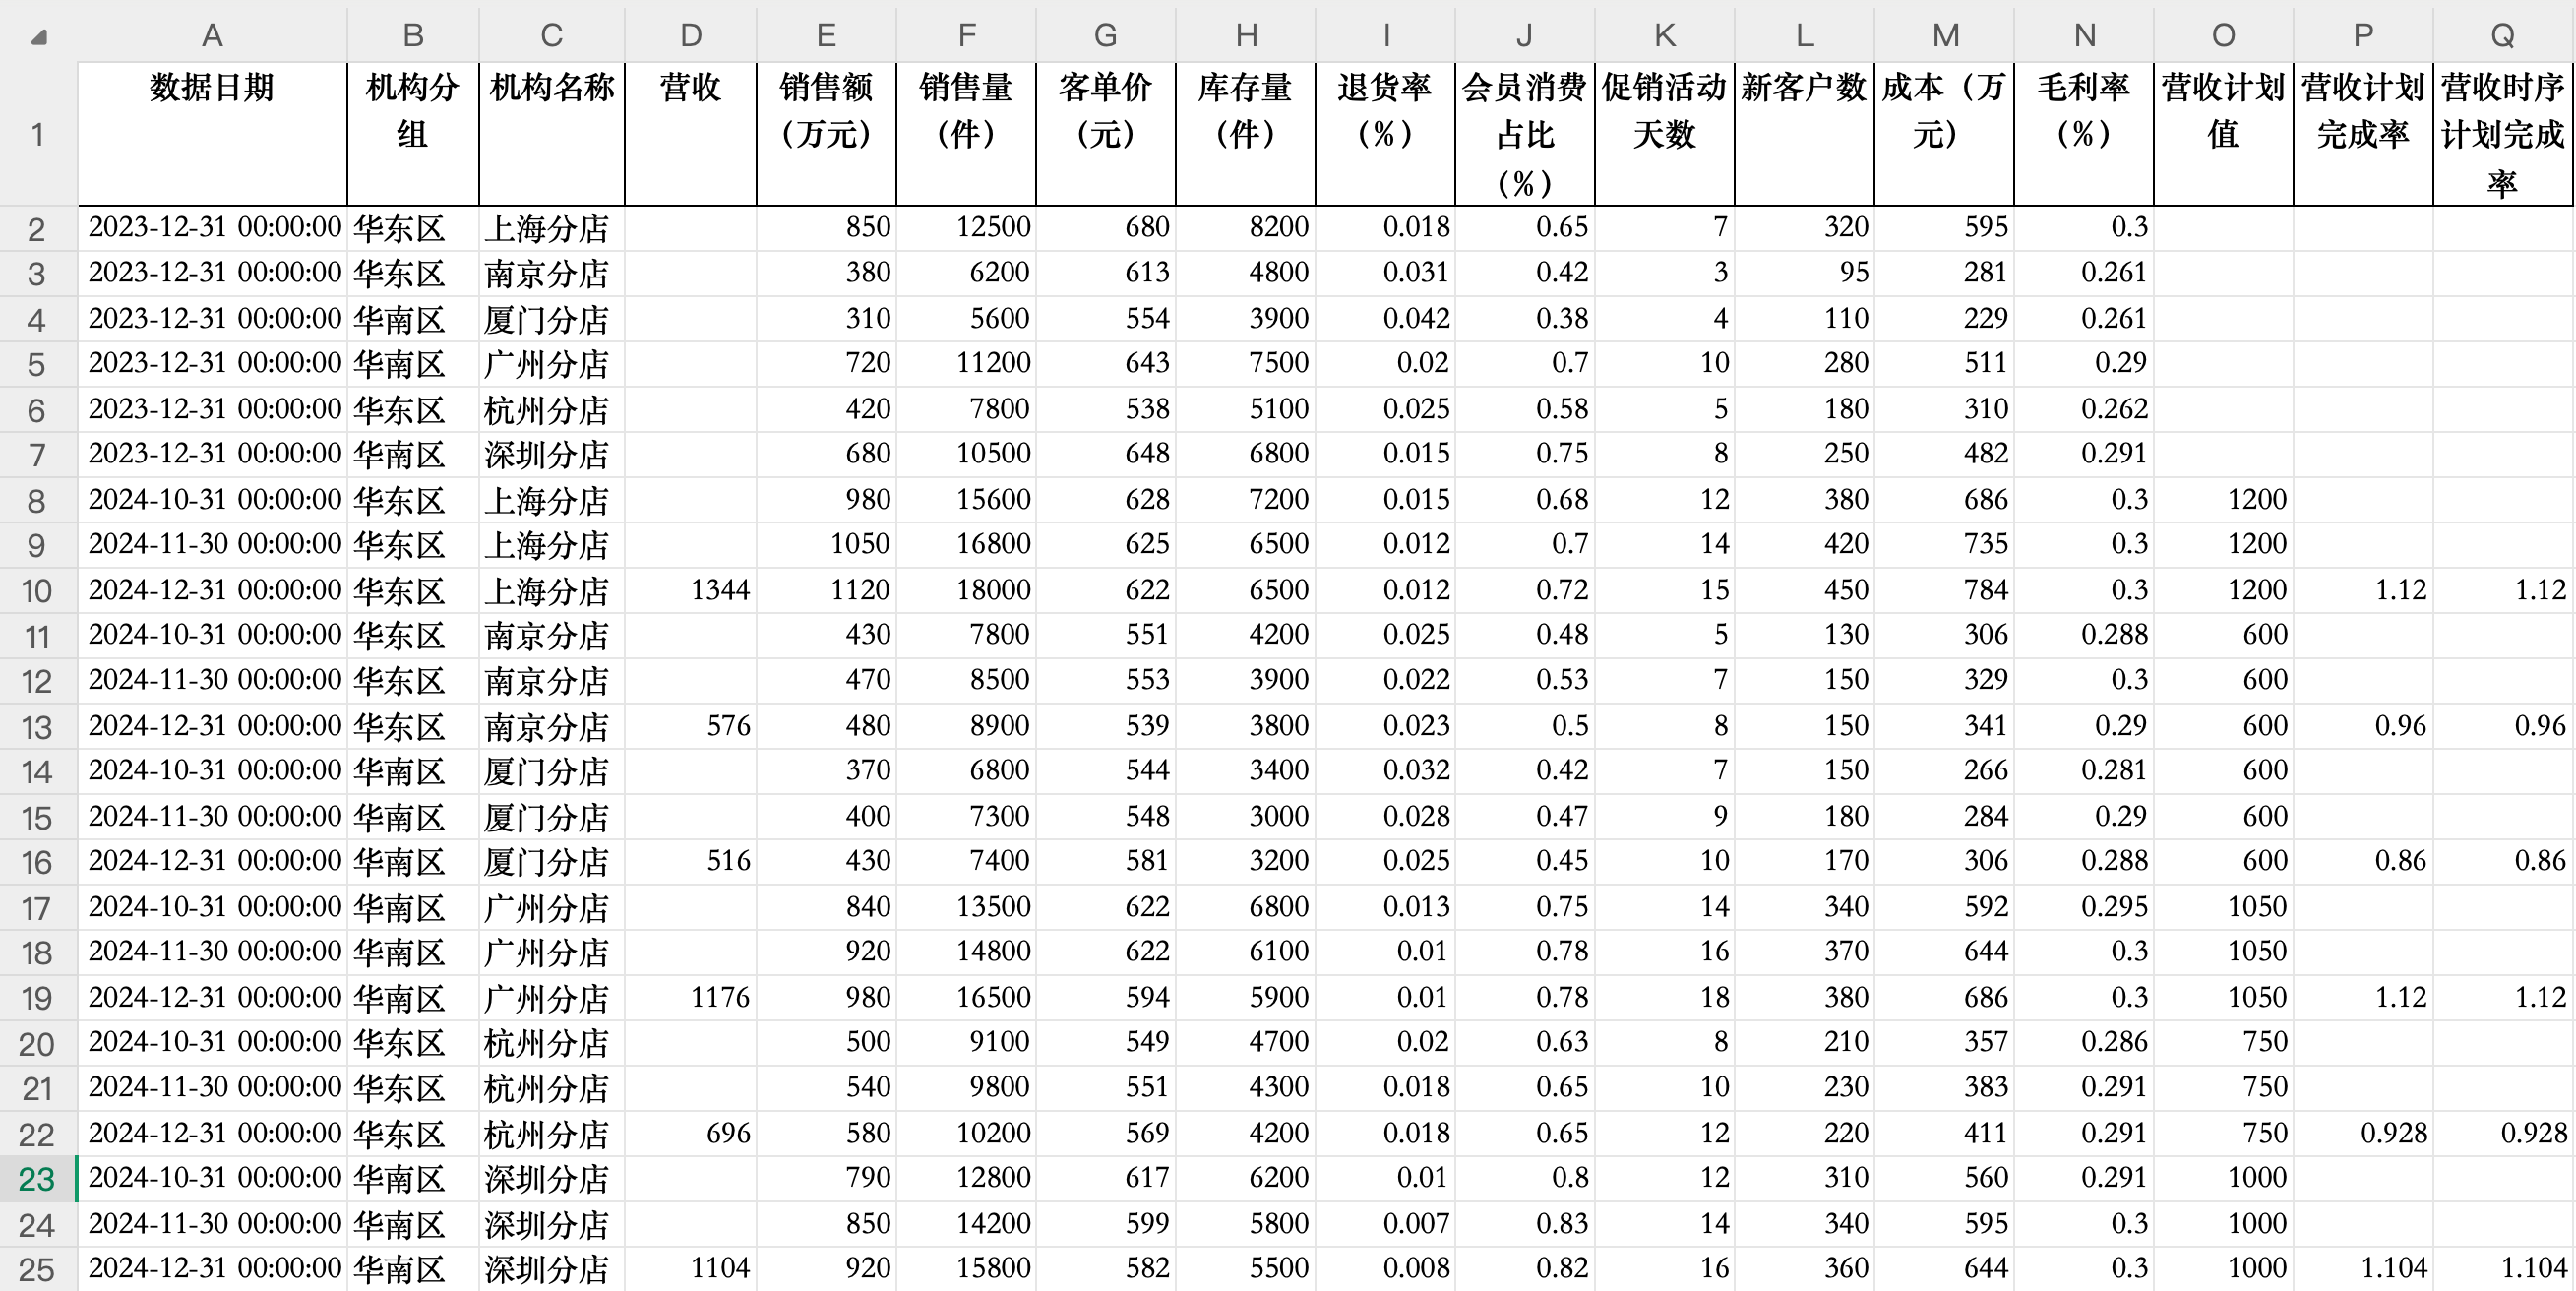 A B C D E F G H I J K L M N O P Q
1 数据日期 机构分组 机构名称 营收 销售额（万元） 销售量（件） 客单价（元） 库存量（件） 退货率（%） 会员消费占比（%） 促销活动天数 新客户数 成本（万元） 毛利率（%） 营收计划值 营收计划完成率 营收时序计划完成率
2 2023-12-31 00:00:00 华东区 上海分店 850 12500 680 8200 0.018 0.65 7 320 595 0.3
3 2023-12-31 00:00:00 华东区 南京分店 380 6200 613 4800 0.031 0.42 3 95 281 0.261
4 2023-12-31 00:00:00 华南区 厦门分店 310 5600 554 3900 0.042 0.38 4 110 229 0.261
5 2023-12-31 00:00:00 华南区 广州分店 720 11200 643 7500 0.02 0.7 10 280 511 0.29
6 2023-12-31 00:00:00 华东区 杭州分店 420 7800 538 5100 0.025 0.58 5 180 310 0.262
7 2023-12-31 00:00:00 华南区 深圳分店 680 10500 648 6800 0.015 0.75 8 250 482 0.291
8 2024-10-31 00:00:00 华东区 上海分店 980 15600 628 7200 0.015 0.68 12 380 686 0.3 1200
9 2024-11-30 00:00:00 华东区 上海分店 1050 16800 625 6500 0.012 0.7 14 420 735 0.3 1200
10 2024-12-31 00:00:00 华东区 上海分店 1344 1120 18000 622 6500 0.012 0.72 15 450 784 0.3 1200 1.12 1.12
11 2024-10-31 00:00:00 华东区 南京分店 430 7800 551 4200 0.025 0.48 5 130 306 0.288 600
12 2024-11-30 00:00:00 华东区 南京分店 470 8500 553 3900 0.022 0.53 7 150 329 0.3 600
13 2024-12-31 00:00:00 华东区 南京分店 576 480 8900 539 3800 0.023 0.5 8 150 341 0.29 600 0.96 0.96
14 2024-10-31 00:00:00 华南区 厦门分店 370 6800 544 3400 0.032 0.42 7 150 266 0.281 600
15 2024-11-30 00:00:00 华南区 厦门分店 400 7300 548 3000 0.028 0.47 9 180 284 0.29 600
16 2024-12-31 00:00:00 华南区 厦门分店 516 430 7400 581 3200 0.025 0.45 10 170 306 0.288 600 0.86 0.86
17 2024-10-31 00:00:00 华南区 广州分店 840 13500 622 6800 0.013 0.75 14 340 592 0.295 1050
18 2024-11-30 00:00:00 华南区 广州分店 920 14800 622 6100 0.01 0.78 16 370 644 0.3 1050
19 2024-12-31 00:00:00 华南区 广州分店 1176 980 16500 594 5900 0.01 0.78 18 380 686 0.3 1050 1.12 1.12
20 2024-10-31 00:00:00 华东区 杭州分店 500 9100 549 4700 0.02 0.63 8 210 357 0.286 750
21 2024-11-30 00:00:00 华东区 杭州分店 540 9800 551 4300 0.018 0.65 10 230 383 0.291 750
22 2024-12-31 00:00:00 华东区 杭州分店 696 580 10200 569 4200 0.018 0.65 12 220 411 0.291 750 0.928 0.928
23 2024-10-31 00:00:00 华南区 深圳分店 790 12800 617 6200 0.01 0.8 12 310 560 0.291 1000
24 2024-11-30 00:00:00 华南区 深圳分店 850 14200 599 5800 0.007 0.83 14 340 595 0.3 1000
25 2024-12-31 00:00:00 华南区 深圳分店 1104 920 15800 582 5500 0.008 0.82 16 360 644 0.3 1000 1.104 1.104